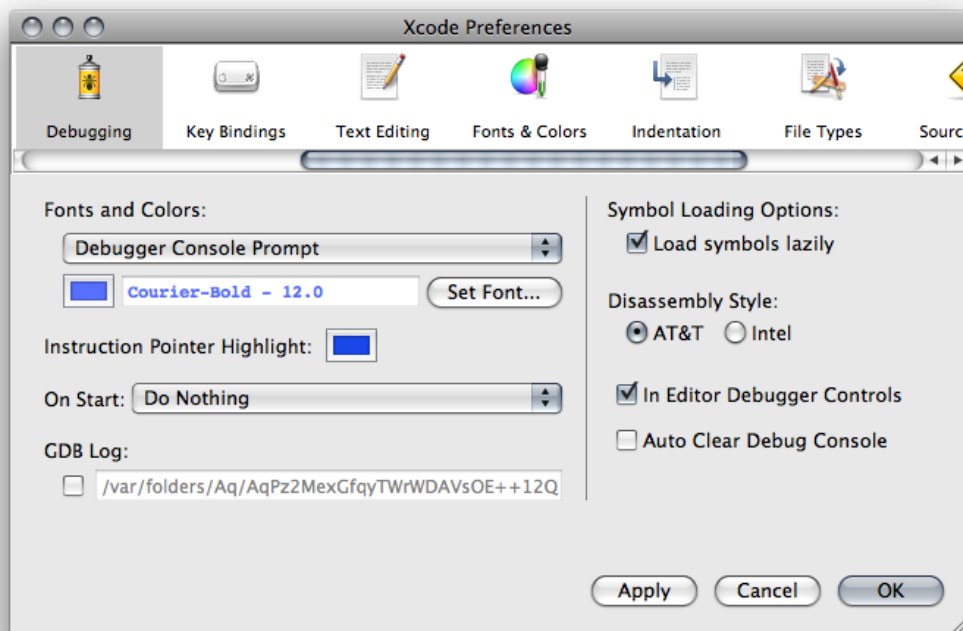 Xcode Preferences
Debugging
Key Bindings
Text Editing
Fonts & Colors
Indentation
File Types
Sourc
Fonts and Colors:
Debugger Console Prompt
Courier-Bold - 12.0
Set Font...
Instruction Pointer Highlight:
On Start:
Do Nothing
GDB Log:
/var/folders/Aq/AqPz2MexGfqyTWrWDAVsOE++12Q
Symbol Loading Options:
Load symbols lazily
Disassembly Style:
AT&T
Intel
In Editor Debugger Controls
Auto Clear Debug Console
Apply
Cancel
OK